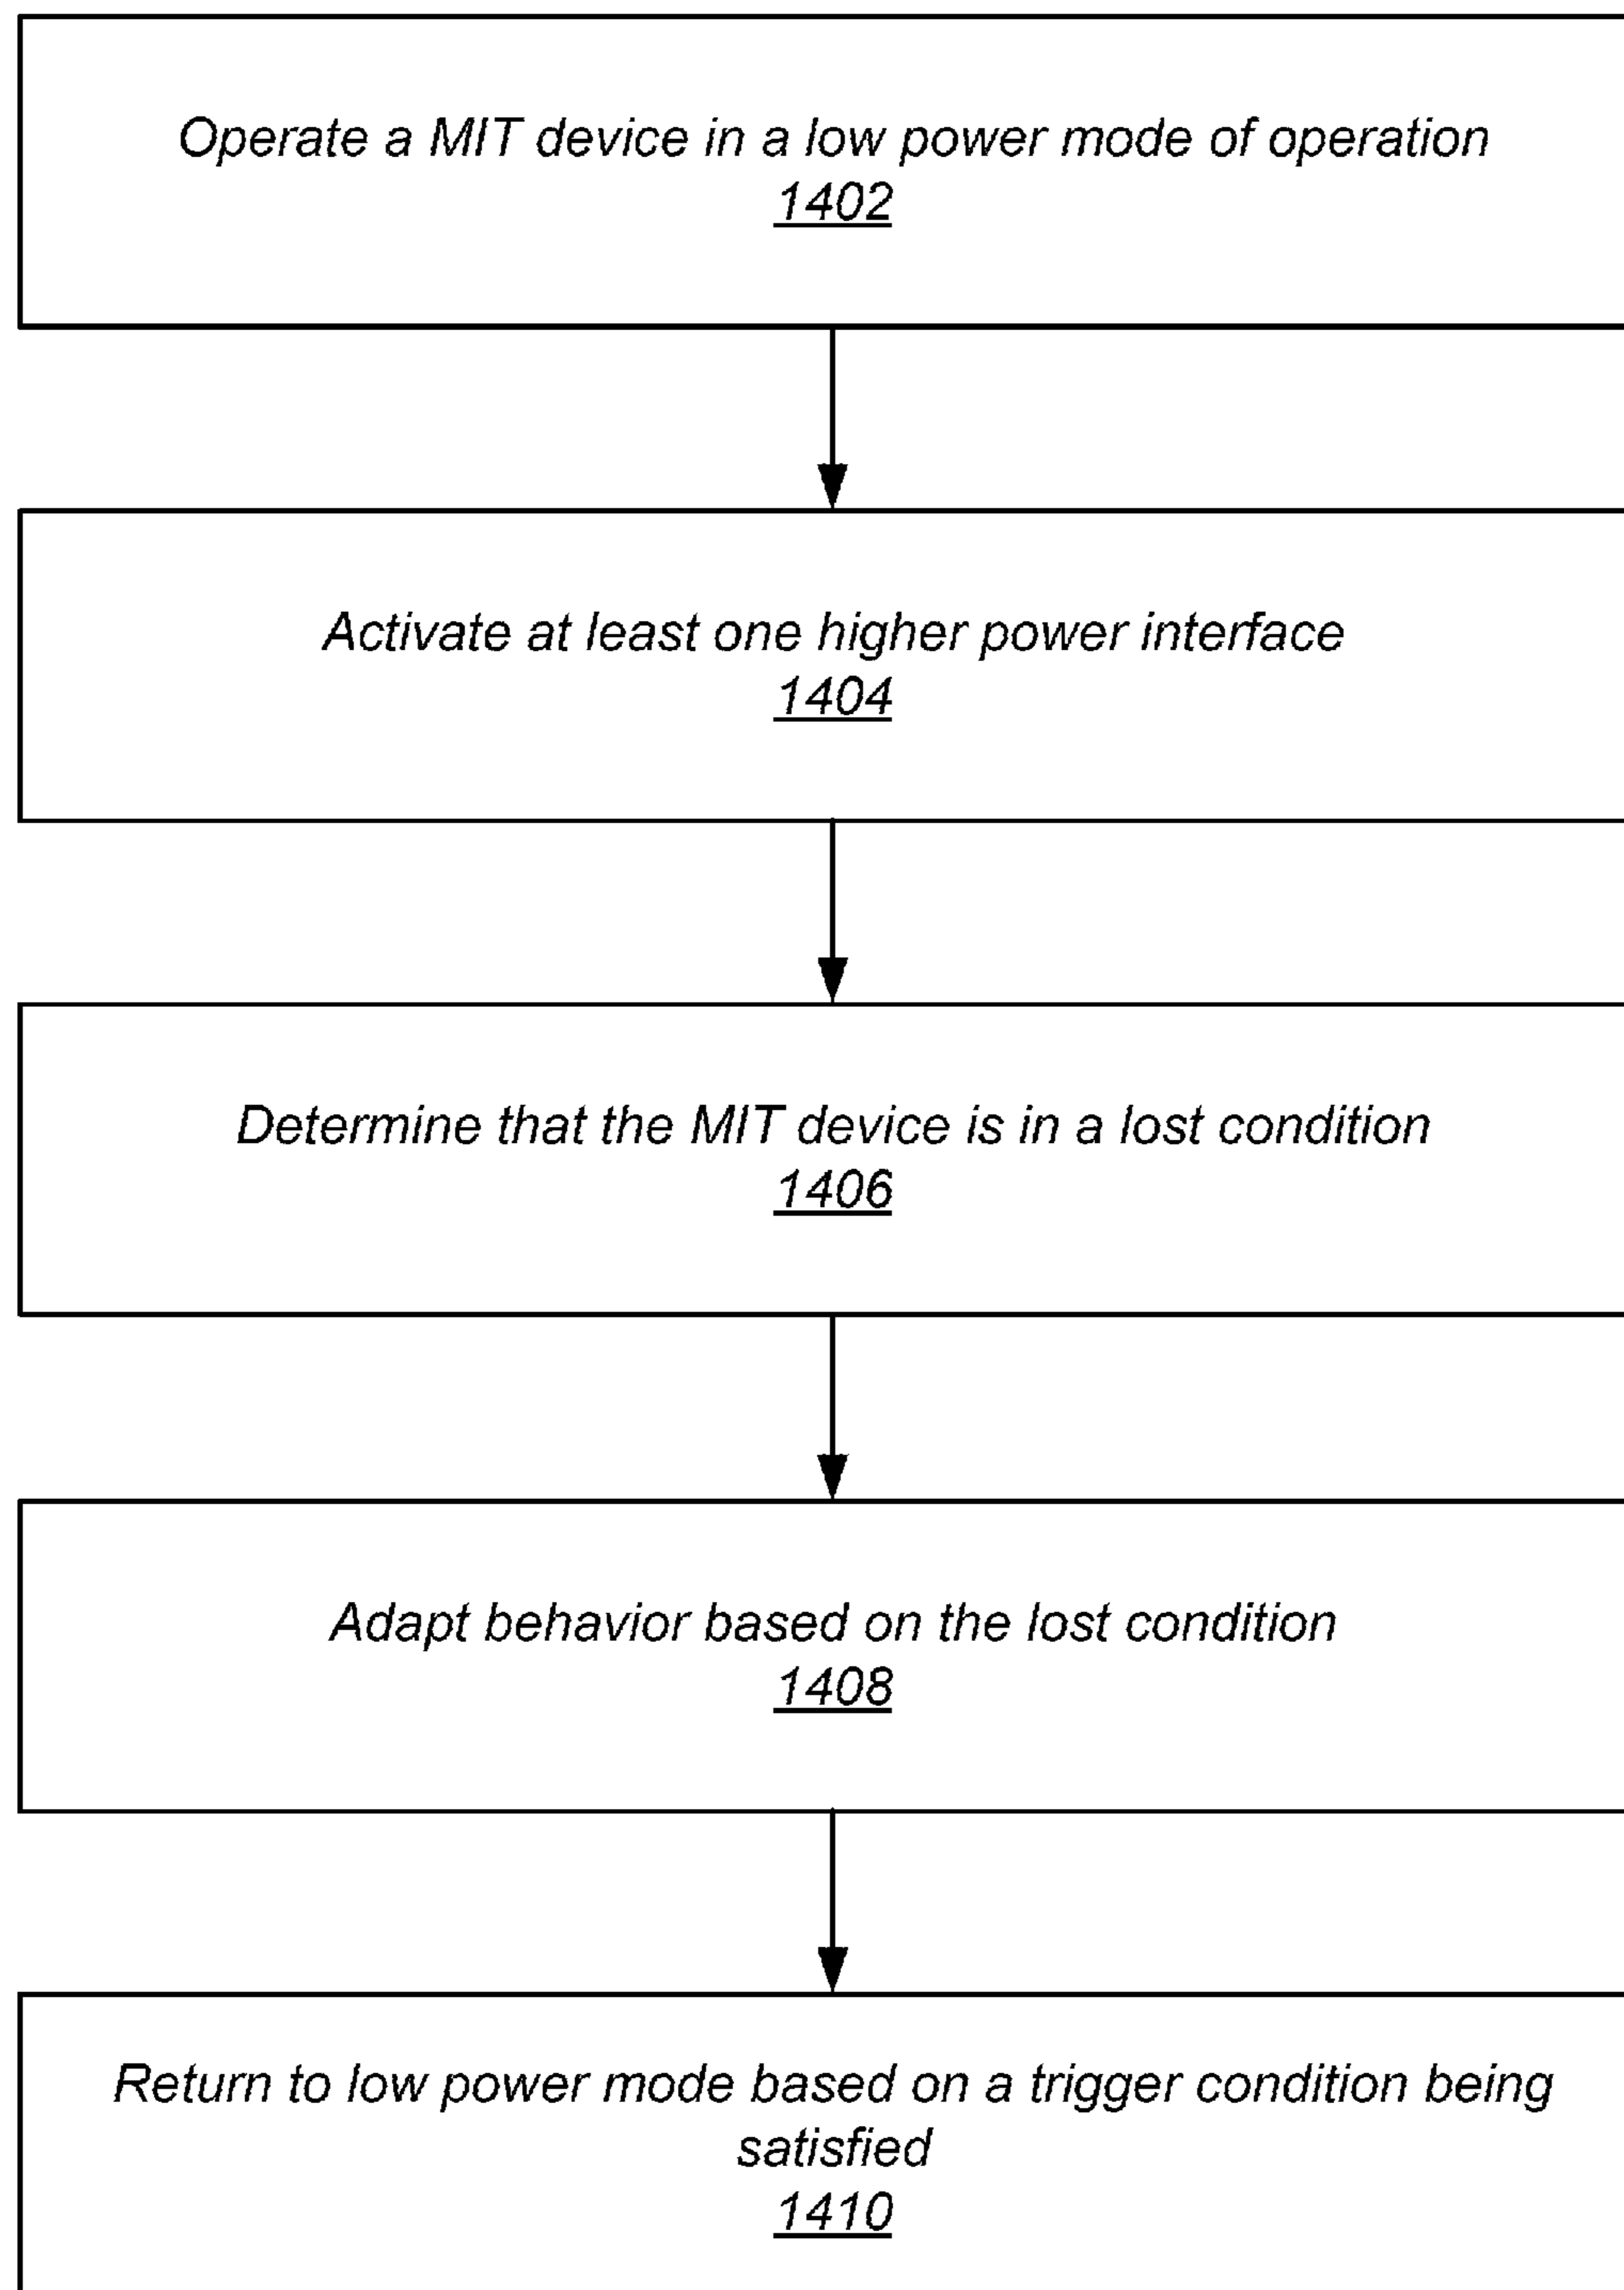 Operate a MIT device in a low power mode of operation
1402
Activate at least one higher power interface
1404
Determine that the MIT device is in a lost condition
1406
Adapt behavior based on the lost condition
1408
Return to low power mode based on a trigger condition being
satisfied
1410